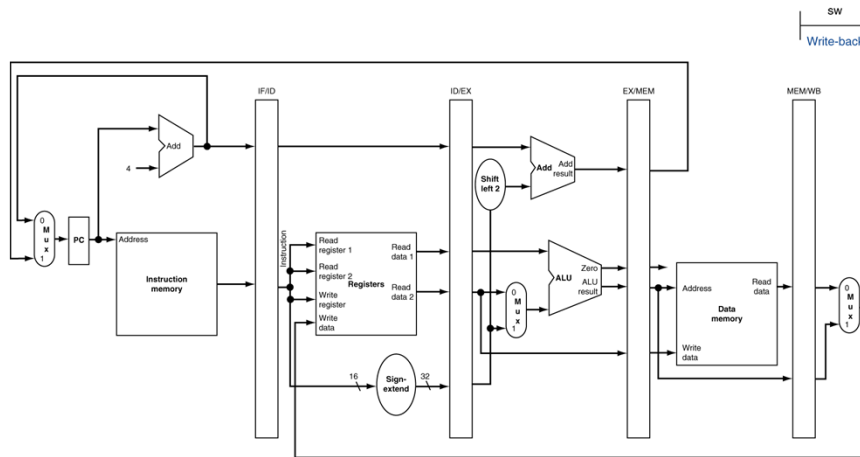 SW
Write-back
IF/ID
ID/EX
EX/MEM
MEM/WB
Add
4
Shift
left 2
Add
Add
result
0
M
u
x
1
PC
Address
Instruction
memory
Instruction
Read
register 1
Read
register 2
Write
register
Write
data
Registers
Read
data 1
Read
data 2
16
Sign-
extend
32
0
M
u
x
1
ALU
Zero
ALU
result
Address
Read
data
Data
memory
Write
data
0
M
u
x
1